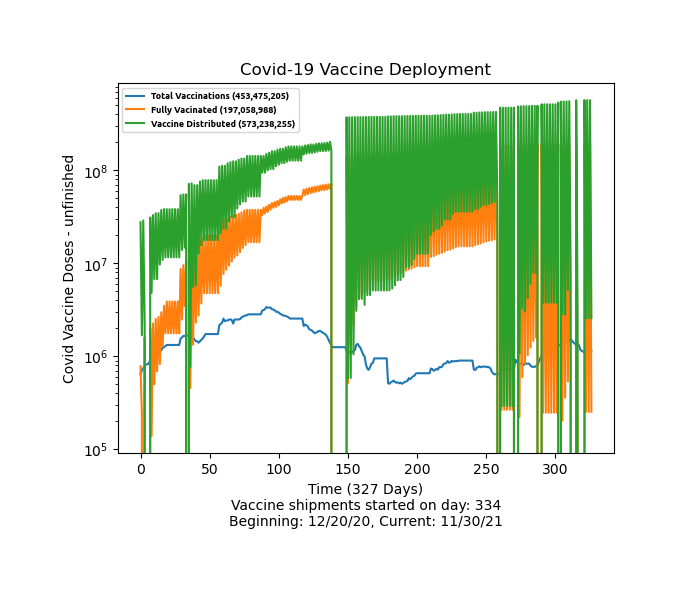 Covid-19 Vaccine Deployment
Total Vaccinations (453,475,205)
Fully Vacinated (197,058,988)
Vaccine Distributed (573,238,255)
Covid Vaccine Doses - unfinished
10^8
10^7
10^6
10^5
0 50 100 150 200 250 300
Time (327 Days)
Vaccine shipments started on day: 334
Beginning: 12/20/20, Current: 11/30/21